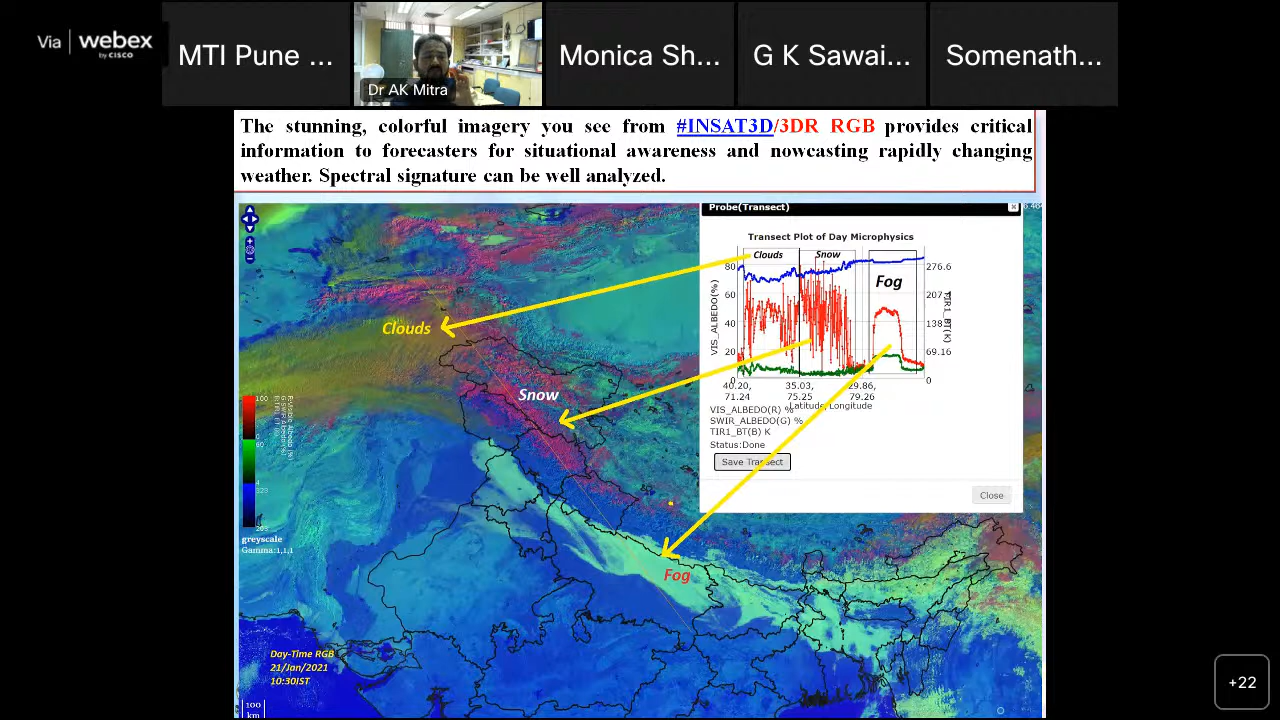 Via | webex
by CISCO
MTI Pune ...
Dr AK Mitra
Monica Sh...
G K Sawai...
Somenath...
The stunning, colorful imagery you see from #INSAT3D/3DR RGB provides critical
information to forecasters for situational awareness and nowcasting rapidly changing
weather. Spectral signature can be well analyzed.
Probe(Transect)
Transect Plot of Day Microphysics
Clouds
Snow
Fog
VIS_ALBEDO(%)
80
60
40
20
276.6
138
69.16
0
TIR1_BT(K)
40.20,
71.24
35.03,
75.25
29.86,
79.26
Latitude, Longitude
VIS_ALBEDO(R) %
SWIR_ALBEDO(G) %
TIR1_BT(B) K
Status:Done
Save Transect
Close
Clouds
Snow
Fog
100
greyscale
Gamma:1,1,1
Day-Time RGB
21/Jan/2021
10:30IST
100
km
+22